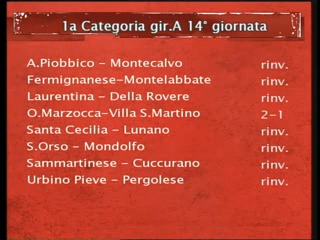 1a Categoria gir.A 14° giornata
A.Piobbico - Montecalvo rinv.
Fermignanese-Montelabbate rinv.
Laurentina - Della Rovere rinv.
O.Marzocca-Villa S.Martino 2-1
Santa Cecilia - Lunano rinv.
S.Orso - Mondolfo rinv.
Sammartinese - Cuccurano rinv.
Urbino Pieve - Pergolese rinv.